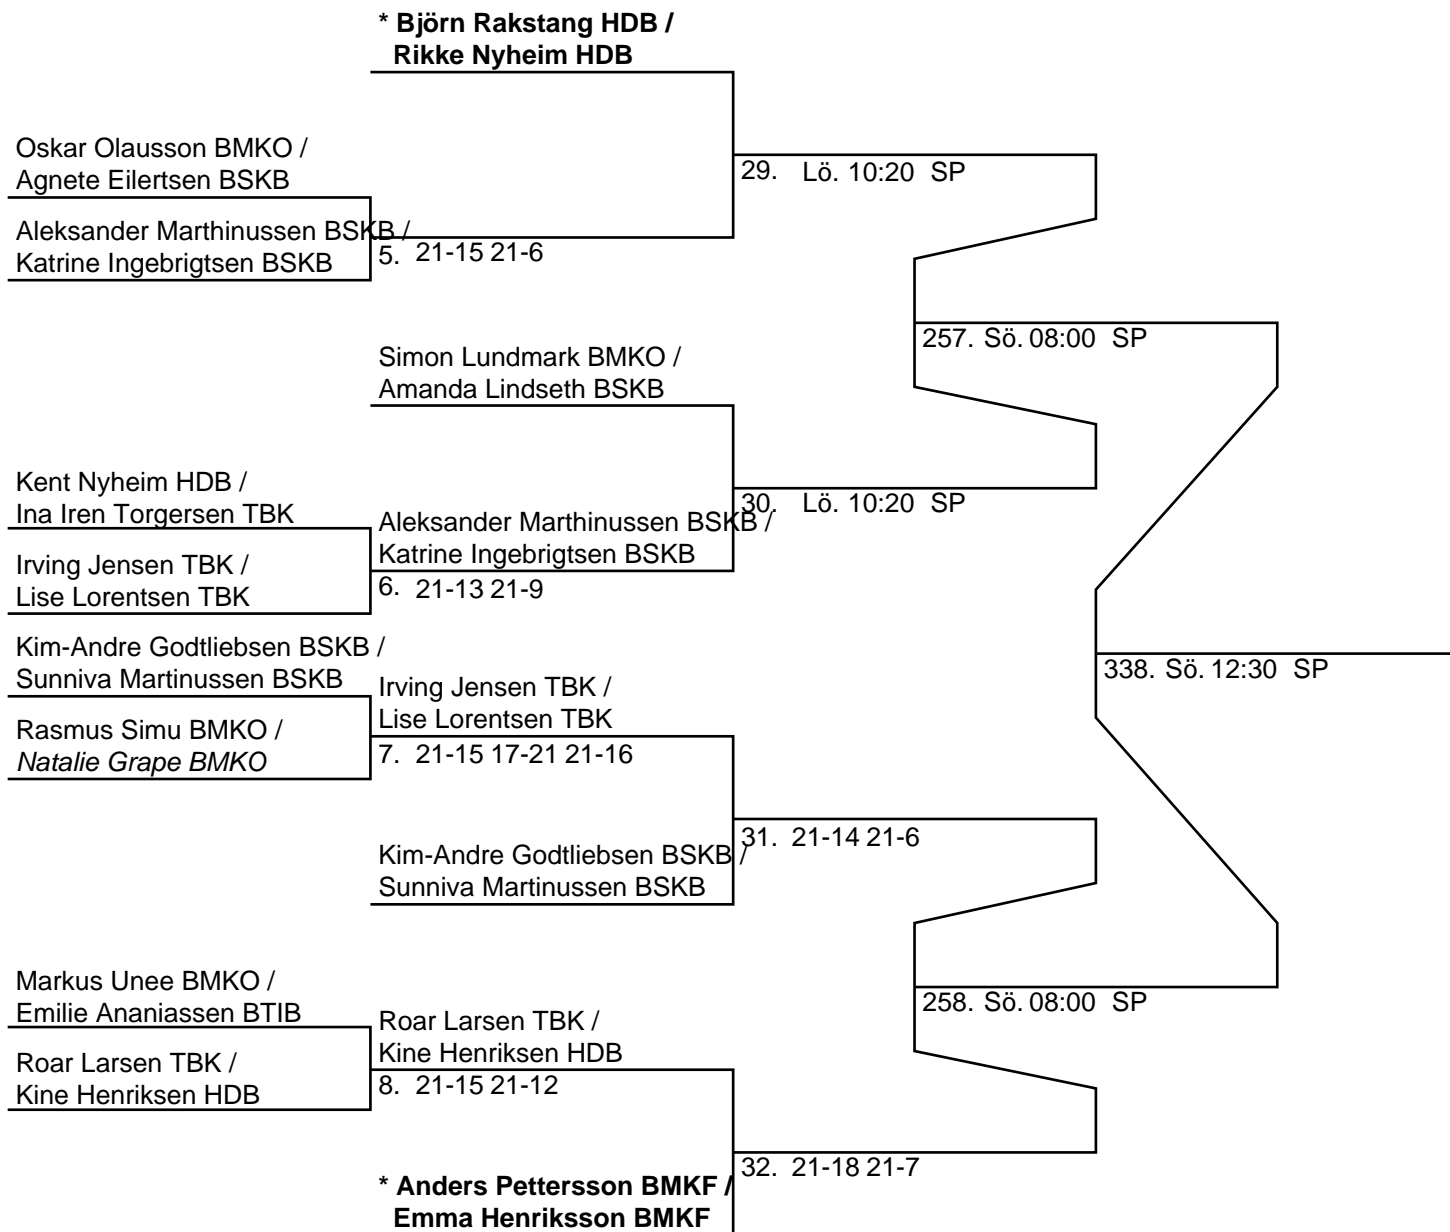 * Björn Rakstang HDB /
Rikke Nyheim HDB
Oskar Olausson BMKO /
Agnete Eilertsen BSKB
29. Lö. 10:20 SP
Aleksander Marthinussen BSKB /
Katrine Ingebrigtsen BSKB
5. 21-15 21-6
257. Sö. 08:00 SP
Simon Lundmark BMKO /
Amanda Lindseth BSKB
Kent Nyheim HDB /
Ina Iren Torgersen TBK
30. Lö. 10:20 SP
Aleksander Marthinussen BSKB /
Katrine Ingebrigtsen BSKB
Irving Jensen TBK /
Lise Lorentsen TBK
6. 21-13 21-9
Kim-Andre Godtliebsen BSKB /
Sunniva Martinussen BSKB
338. Sö. 12:30 SP
Irving Jensen TBK /
Lise Lorentsen TBK
Rasmus Simu BMKO /
Natalie Grape BMKO
7. 21-15 17-21 21-16
31. 21-14 21-6
Kim-Andre Godtliebsen BSKB /
Sunniva Martinussen BSKB
Markus Unee BMKO /
Emilie Ananiassen BTIB
258. Sö. 08:00 SP
Roar Larsen TBK /
Kine Henriksen HDB
Roar Larsen TBK /
Kine Henriksen HDB
8. 21-15 21-12
32. 21-18 21-7
* Anders Pettersson BMKF /
Emma Henriksson BMKF